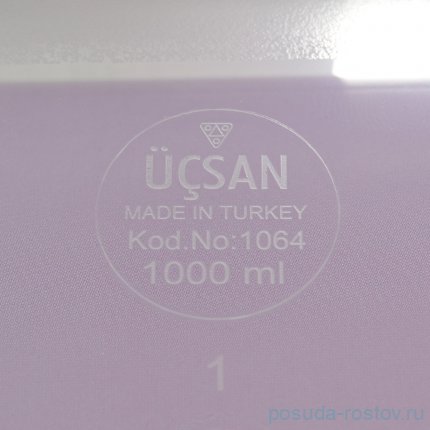 ÜÇSAN
MADE IN TURKEY
Kod.No:1064
1000 ml
1
posuda-rostov.ru